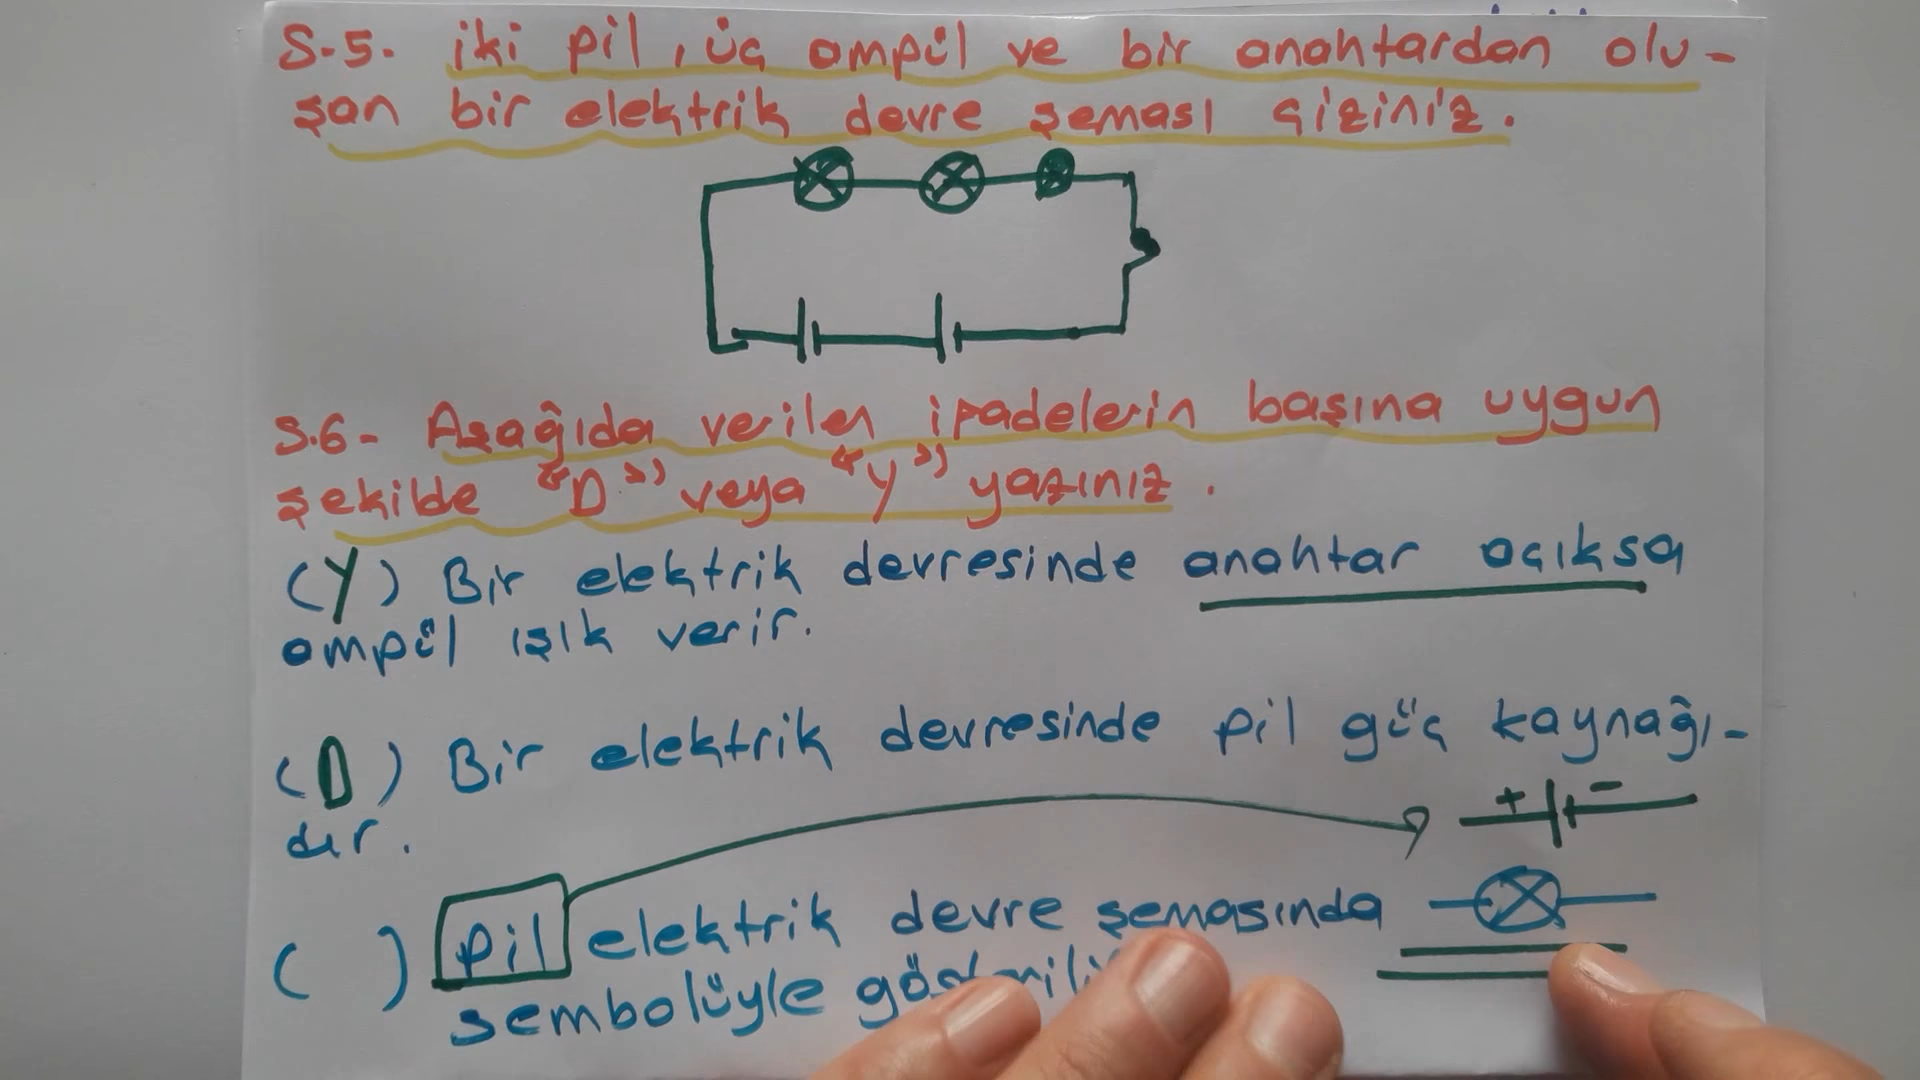 S.5. iki pil, üç ampül ve bir anahtardan olu-
şan bir elektrik devre şeması çiziniz.
S.6- Aşağıda verilen ifadelerin başına uygun
şekilde "D" veya "Y" yazınız.
(Y) Bir elektrik devresinde anahtar açıksa
ampül ışık verir.
(D) Bir elektrik devresinde pil güç kaynağı-
dır.
+ -
( ) Pil elektrik devre şemasında
sembolüyle